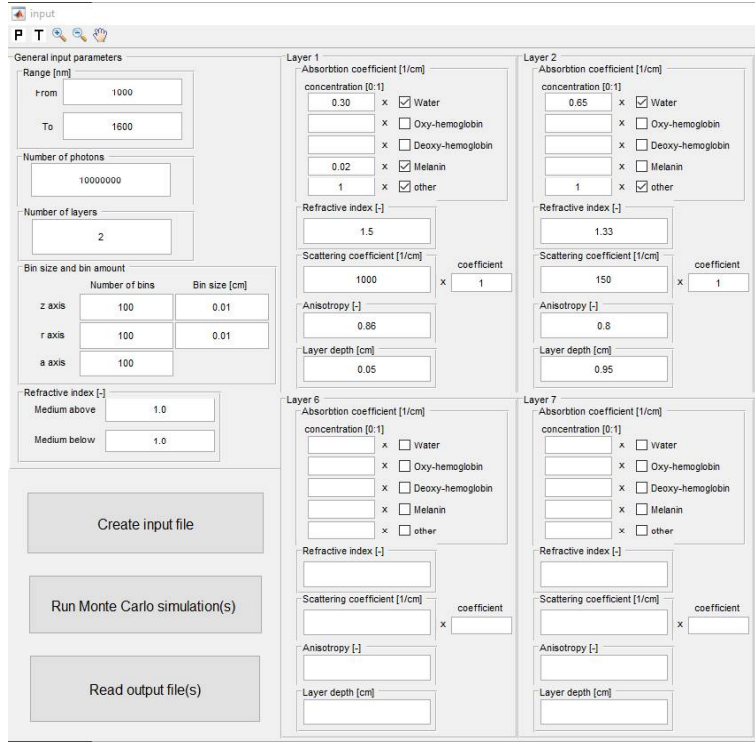 input
P T
General input parameters
Range [nm]
From 1000
To 1600
Number of photons
10000000
Number of layers
2
Bin size and bin amount
Number of bins Bin size [cm]
z axis 100 0.01
r axis 100 0.01
a axis 100
Refractive index [-]
Medium above 1.0
Medium below 1.0
Create input file
Run Monte Carlo simulation(s)
Read output file(s)
Layer 1
Absorbtion coefficient [1/cm]
concentration [0:1]
0.30 x Water
x Oxy-hemoglobin
x Deoxy-hemoglobin
0.02 x Melanin
1 x other
Refractive index [-]
1.5
Scattering coefficient [1/cm]
coefficient
1000 x 1
Anisotropy [-]
0.86
Layer depth [cm]
0.05
Layer 2
Absorbtion coefficient [1/cm]
concentration [0:1]
0.65 x Water
x Oxy-hemoglobin
x Deoxy-hemoglobin
x Melanin
1 x other
Refractive index [-]
1.33
Scattering coefficient [1/cm]
coefficient
150 x 1
Anisotropy [-]
0.8
Layer depth [cm]
0.95
Layer 6
Absorbtion coefficient [1/cm]
concentration [0:1]
x Water
x Oxy-hemoglobin
x Deoxy-hemoglobin
x Melanin
x other
Refractive index [-]
Scattering coefficient [1/cm]
coefficient
x
Anisotropy [-]
Layer depth [cm]
Layer 7
Absorbtion coefficient [1/cm]
concentration [0:1]
x Water
x Oxy-hemoglobin
x Deoxy-hemoglobin
x Melanin
x other
Refractive index [-]
Scattering coefficient [1/cm]
coefficient
x
Anisotropy [-]
Layer depth [cm]